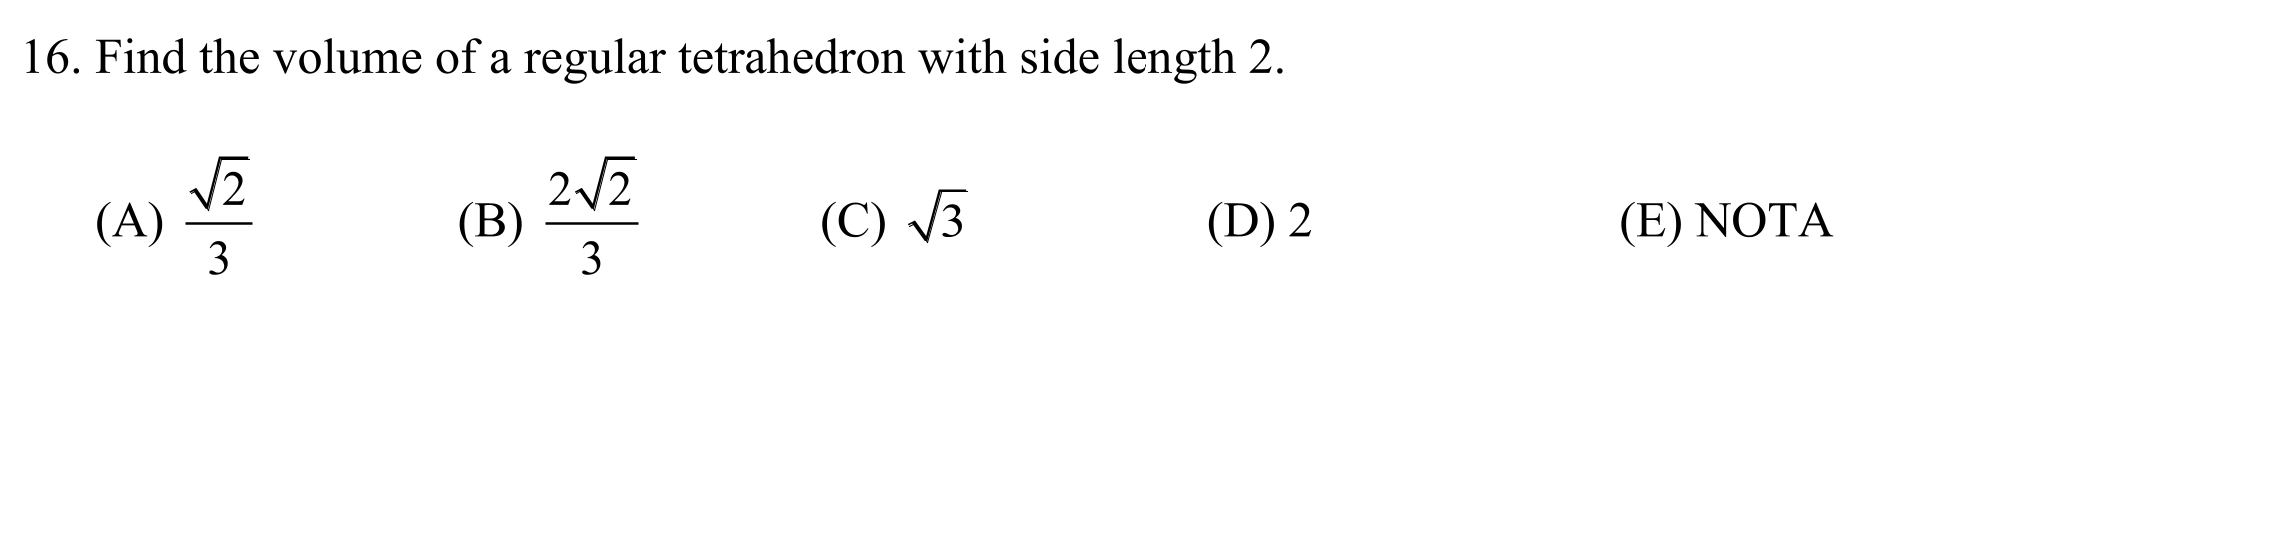 16. Find the volume of a regular tetrahedron with side length 2.
(A) \frac{\sqrt{2}}{3} (B) \frac{2\sqrt{2}}{3} (C) \sqrt{3} (D) 2 (E) NOTA